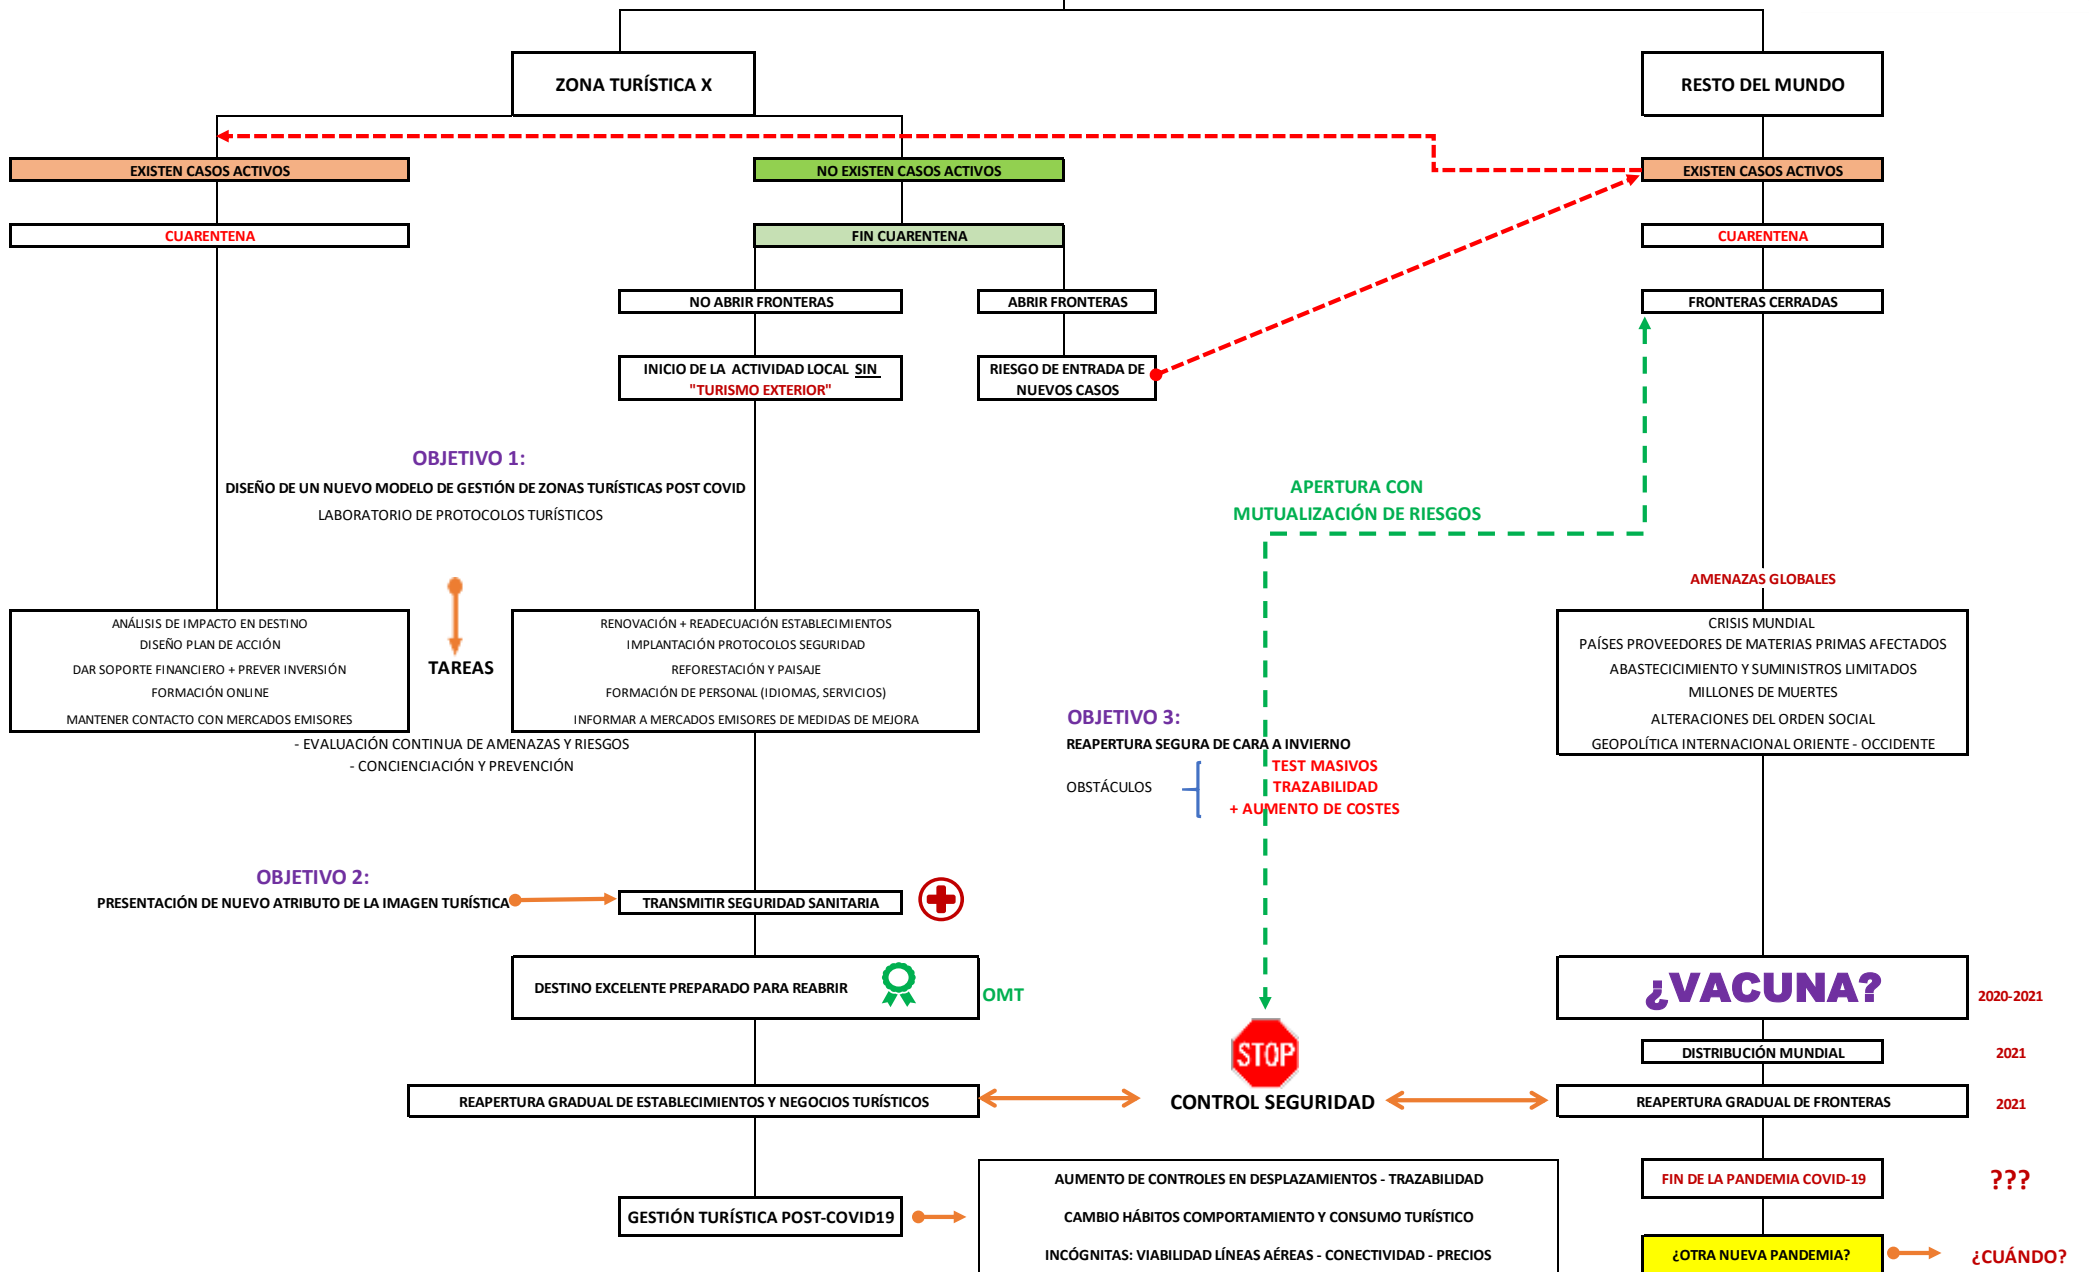 ZONA TURÍSTICA X
RESTO DEL MUNDO
EXISTEN CASOS ACTIVOS
NO EXISTEN CASOS ACTIVOS
EXISTEN CASOS ACTIVOS
CUARENTENA
FIN CUARENTENA
CUARENTENA
NO ABRIR FRONTERAS
ABRIR FRONTERAS
FRONTERAS CERRADAS
INICIO DE LA ACTIVIDAD LOCAL SIN
"TURISMO EXTERIOR"
RIESGO DE ENTRADA DE
NUEVOS CASOS
OBJETIVO 1:
DISEÑO DE UN NUEVO MODELO DE GESTIÓN DE ZONAS TURÍSTICAS POST COVID
LABORATORIO DE PROTOCOLOS TURÍSTICOS
APERTURA CON
MUTUALIZACIÓN DE RIESGOS
AMENAZAS GLOBALES
ANÁLISIS DE IMPACTO EN DESTINO
DISEÑO PLAN DE ACCIÓN
DAR SOPORTE FINANCIERO + PREVER INVERSIÓN
FORMACIÓN ONLINE
MANTENER CONTACTO CON MERCADOS EMISORES
TAREAS
RENOVACIÓN + READECUACIÓN ESTABLECIMIENTOS
IMPLANTACIÓN PROTOCOLOS SEGURIDAD
REFORESTACIÓN Y PAISAJE
FORMACIÓN DE PERSONAL (IDIOMAS, SERVICIOS)
INFORMAR A MERCADOS EMISORES DE MEDIDAS DE MEJORA
CRISIS MUNDIAL
PAÍSES PROVEEDORES DE MATERIAS PRIMAS AFECTADOS
ABASTECICIMIENTO Y SUMINISTROS LIMITADOS
MILLONES DE MUERTES
ALTERACIONES DEL ORDEN SOCIAL
GEOPOLÍTICA INTERNACIONAL ORIENTE - OCCIDENTE
- EVALUACIÓN CONTINUA DE AMENAZAS Y RIESGOS
- CONCIENCIACIÓN Y PREVENCIÓN
OBJETIVO 3:
REAPERTURA SEGURA DE CARA A INVIERNO
OBSTÁCULOS
TEST MASIVOS
TRAZABILIDAD
+ AUMENTO DE COSTES
OBJETIVO 2:
PRESENTACIÓN DE NUEVO ATRIBUTO DE LA IMAGEN TURÍSTICA
TRANSMITIR SEGURIDAD SANITARIA
DESTINO EXCELENTE PREPARADO PARA REABRIR
OMT
¿VACUNA?
2020-2021
STOP
DISTRIBUCIÓN MUNDIAL
2021
REAPERTURA GRADUAL DE ESTABLECIMIENTOS Y NEGOCIOS TURÍSTICOS
CONTROL SEGURIDAD
REAPERTURA GRADUAL DE FRONTERAS
2021
GESTIÓN TURÍSTICA POST-COVID19
AUMENTO DE CONTROLES EN DESPLAZAMIENTOS - TRAZABILIDAD
CAMBIO HÁBITOS COMPORTAMIENTO Y CONSUMO TURÍSTICO
INCÓGNITAS: VIABILIDAD LÍNEAS AÉREAS - CONECTIVIDAD - PRECIOS
FIN DE LA PANDEMIA COVID-19
???
¿OTRA NUEVA PANDEMIA?
¿CUÁNDO?